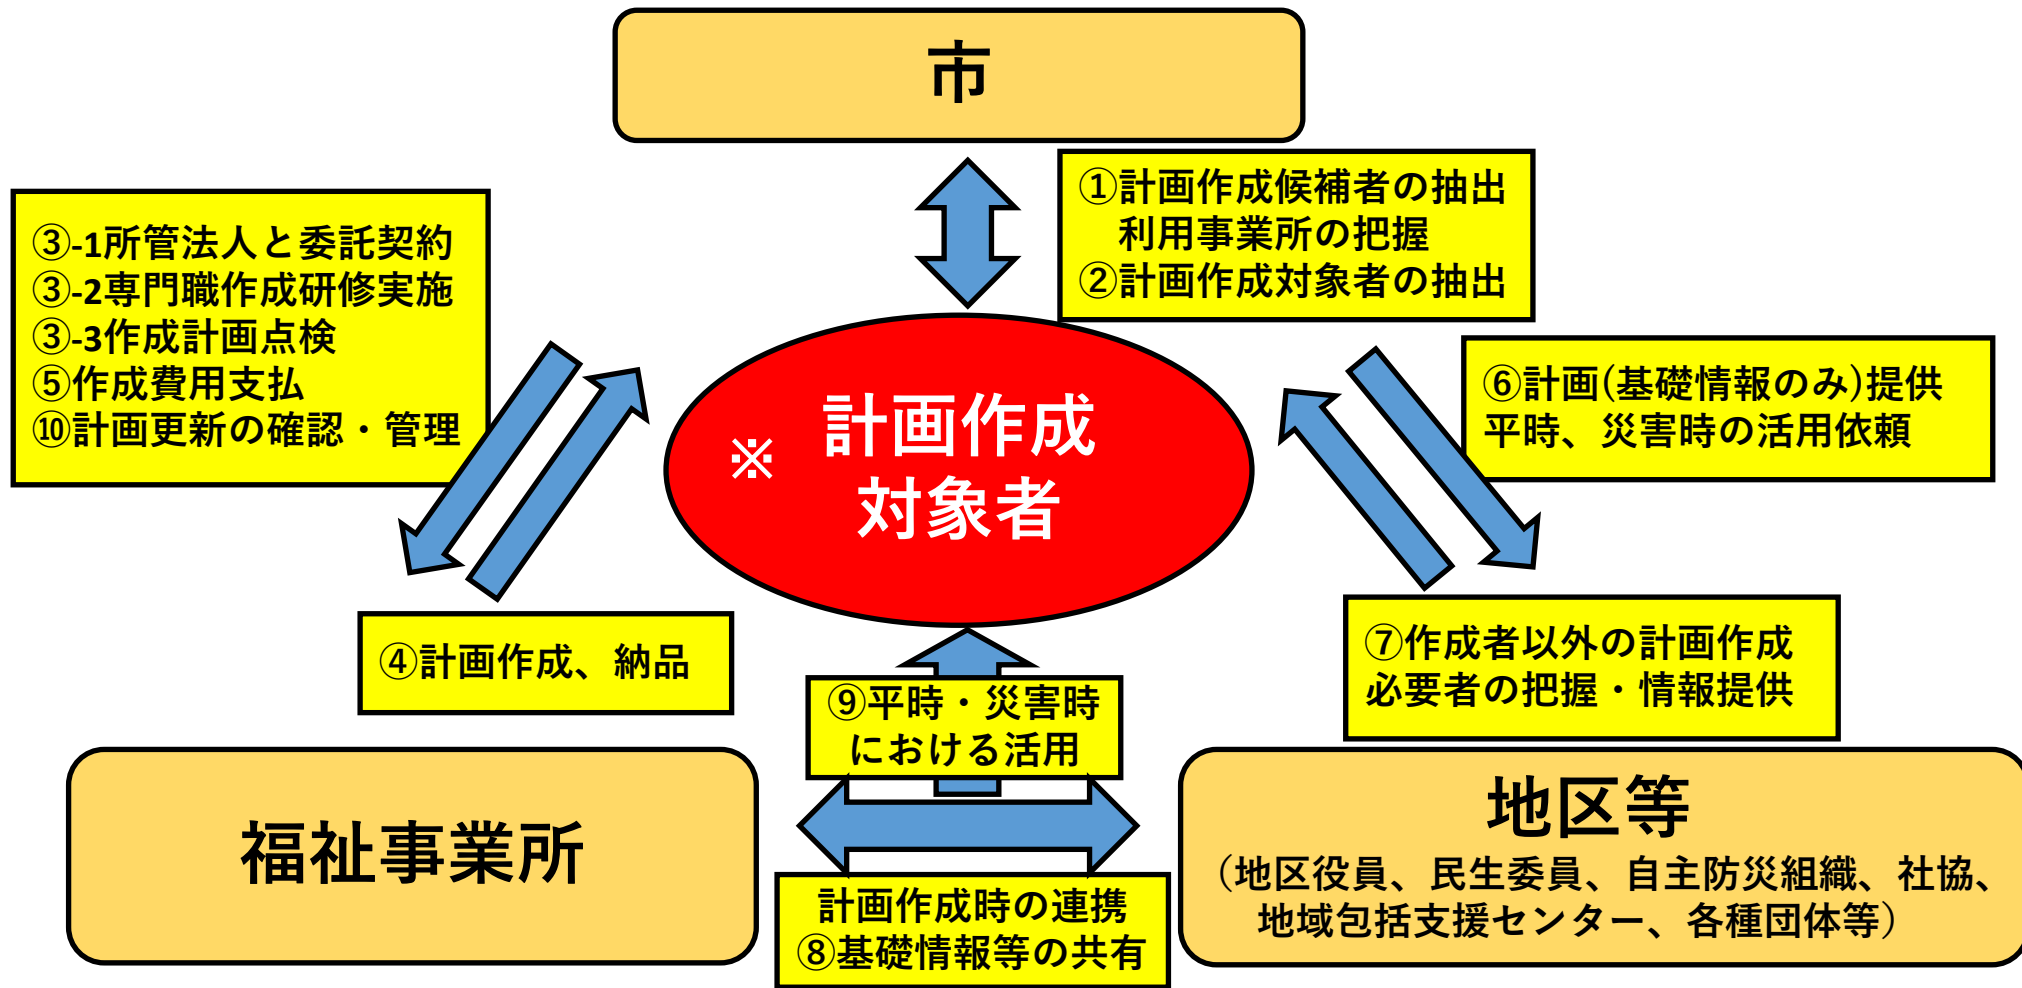 市
①計画作成候補者の抽出
利用事業所の把握
②計画作成対象者の抽出
③-1所管法人と委託契約
③-2専門職作成研修実施
③-3作成計画点検
⑤作成費用支払
⑩計画更新の確認・管理
⑥計画(基礎情報のみ)提供
平時、災害時の活用依頼
※ 計画作成
対象者
④計画作成、納品
⑦作成者以外の計画作成
必要者の把握・情報提供
⑨平時・災害時
における活用
福祉事業所
地区等
（地区役員、民生委員、自主防災組織、社協、
地域包括支援センター、各種団体等）
計画作成時の連携
⑧基礎情報等の共有